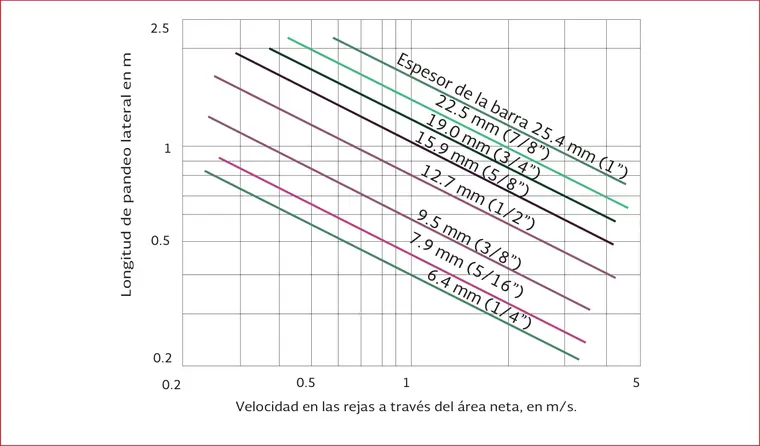 2.5
Longitud de pandeo lateral en m
Espesor de la barra 25.4 mm (1”)
22.5 mm (7/8”)
19.0 mm (3/4”)
15.9 mm (5/8”)
1
12.7 mm (1/2”)
9.5 mm (3/8”)
0.5
7.9 mm (5/16”)
6.4 mm (1/4”)
0.2
0.2
0.5
1
5
Velocidad en las rejas a través del área neta, en m/s.